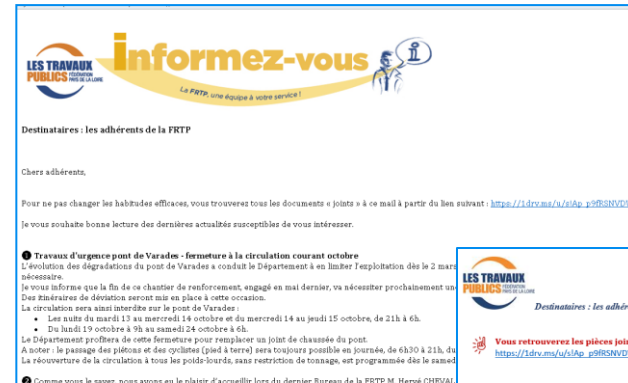 LES TRAVAUX
PUBLICS FÉDÉRATION
PAYS DE LA LOIRE
informez-vous
La FRTP, une équipe à votre service !
Destinataires : les adhérents de la FRTP
Chers adhérents,
Pour ne pas changer les habitudes efficaces, vous trouverez tous les documents « joints » à ce mail à partir du lien suivant :
Je vous souhaite bonne lecture des dernières actualités susceptibles de vous intéresser.
❶ Travaux d'urgence pont de Varades - fermeture à la circulation courant octobre
L'évolution des dégradations du pont de Varades a conduit le Département à en limiter l'exploitation dès le 2 mars
nécessaire.
Je vous informe que la fin de ce chantier de renforcement, engagé en mai dernier, va nécessiter prochainement une
Des itinéraires de déviation seront mis en place à cette occasion.
La circulation sera ainsi interdite sur le pont de Varades :
• Les nuits du mardi 13 au mercredi 14 octobre et du mercredi 14 au jeudi 15 octobre, de 21h à 6h.
• Du lundi 19 octobre à 9h au samedi 24 octobre à 6h.
Le Département profitera de cette fermeture pour remplacer un joint de chaussée du pont.
A noter : le passage des piétons et des cyclistes (pied à terre) sera toujours possible en journée, de 6h30 à 21h, du
La réouverture de la circulation à tous les poids-lourds, sans restriction de tonnage, est programmée dès le samed
❷ Comme vous le savez, nous avons eu le plaisir d'accueillir lors du dernier Bureau de la FRTP M. Hervé CHEVAL
LES TRAVAUX
PUBLICS FÉDÉRATION
PAYS DE LA LOIRE
Destinataires : les adhér
Vous retrouverez les pièces join